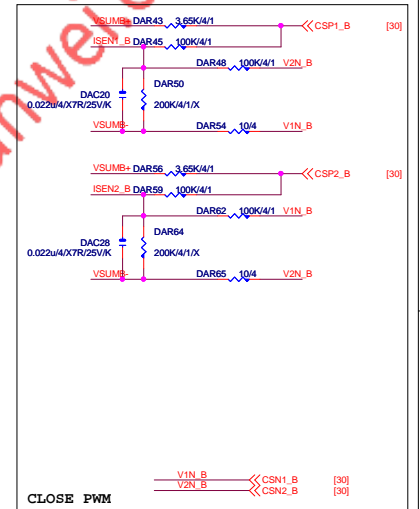 VSUMB+ DAR43 3.65K/4/1 CSP1_B [30]
ISEN1_B DAR45 100K/4/1
DAR48 100K/4/1 V2N_B
DAR50
DAC20
0.022u/4/X7R/25V/K 200K/4/1/X
VSUMB- DAR54 10/4 V1N_B
VSUMB+ DAR56 3.65K/4/1 CSP2_B [30]
ISEN2_B DAR59 100K/4/1
DAR62 100K/4/1 V1N_B
DAR64
DAC28
0.022u/4/X7R/25V/K 200K/4/1/X
VSUMB- DAR65 10/4 V2N_B
V1N_B CSN1_B [30]
V2N_B CSN2_B [30]
CLOSE PWM